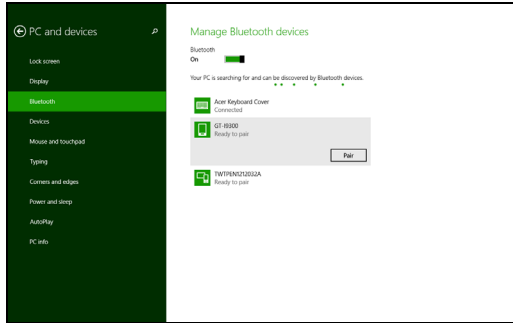 PC and devices
Lock screen
Display
Bluetooth
Devices
Mouse and touchpad
Typing
Corners and edges
Power and sleep
AutoPlay
PC info
Manage Bluetooth devices
Bluetooth
On
Your PC is searching for and can be discovered by Bluetooth devices.
Acer Keyboard Cover
Connected
GT-I9300
Ready to pair
Pair
TWTPEN1212032A
Ready to pair